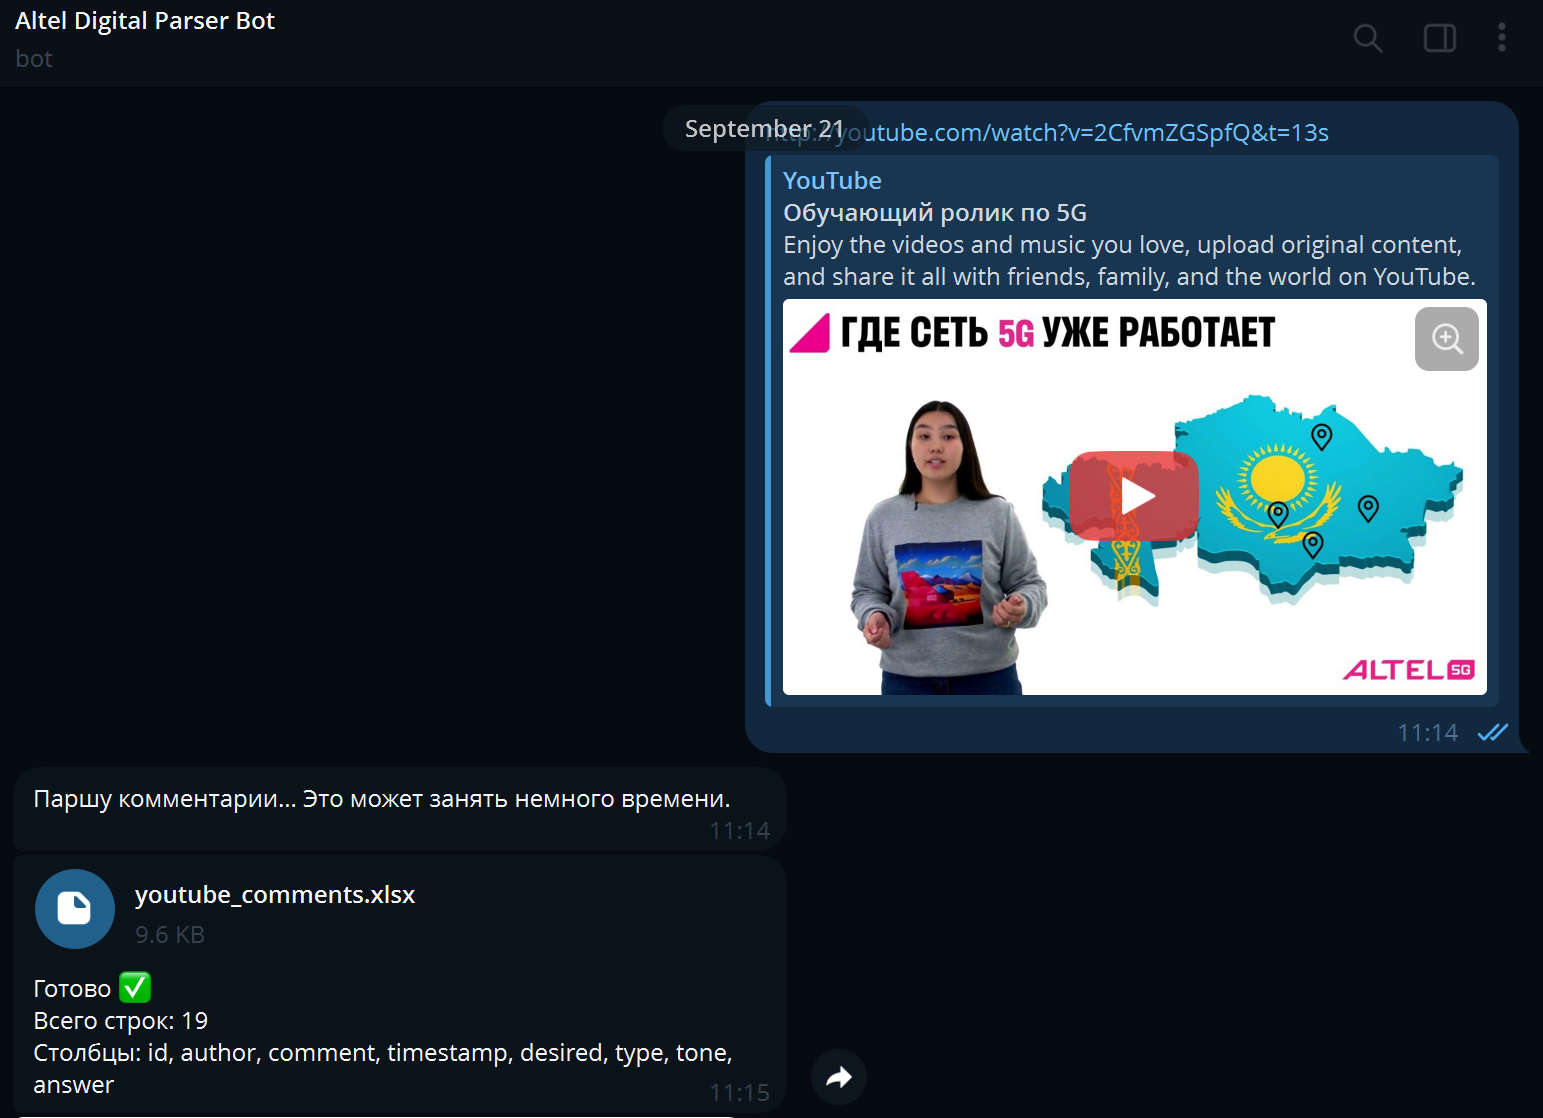 Altel Digital Parser Bot
bot
September 21
http://youtube.com/watch?v=2CfvmZGSpfQ&t=13s
YouTube
Обучающий ролик по 5G
Enjoy the videos and music you love, upload original content,
and share it all with friends, family, and the world on YouTube.
ГДЕ СЕТЬ 5G УЖЕ РАБОТАЕТ
ALTEL 5G
11:14
Паршу комментарии... Это может занять немного времени.
11:14
youtube_comments.xlsx
9.6 KB
Готово ✅
Всего строк: 19
Столбцы: id, author, comment, timestamp, desired, type, tone,
answer
11:15